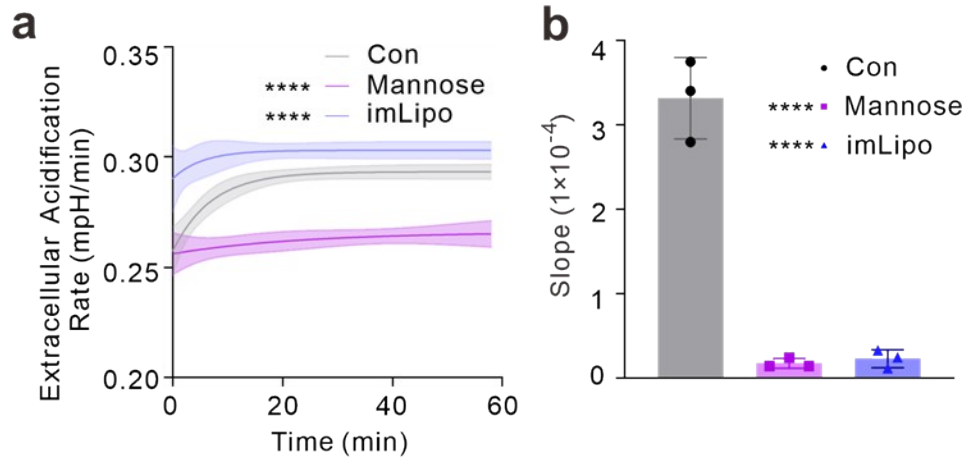 a
0.35
0.30
0.25
0.20
Extracellular Acidification
Rate (mpH/min)
Con
**** Mannose
**** imLipo
0 20 40 60
Time (min)
b
4
3
2
1
0
Slope (1×10⁻⁴)
Con
**** Mannose
**** imLipo